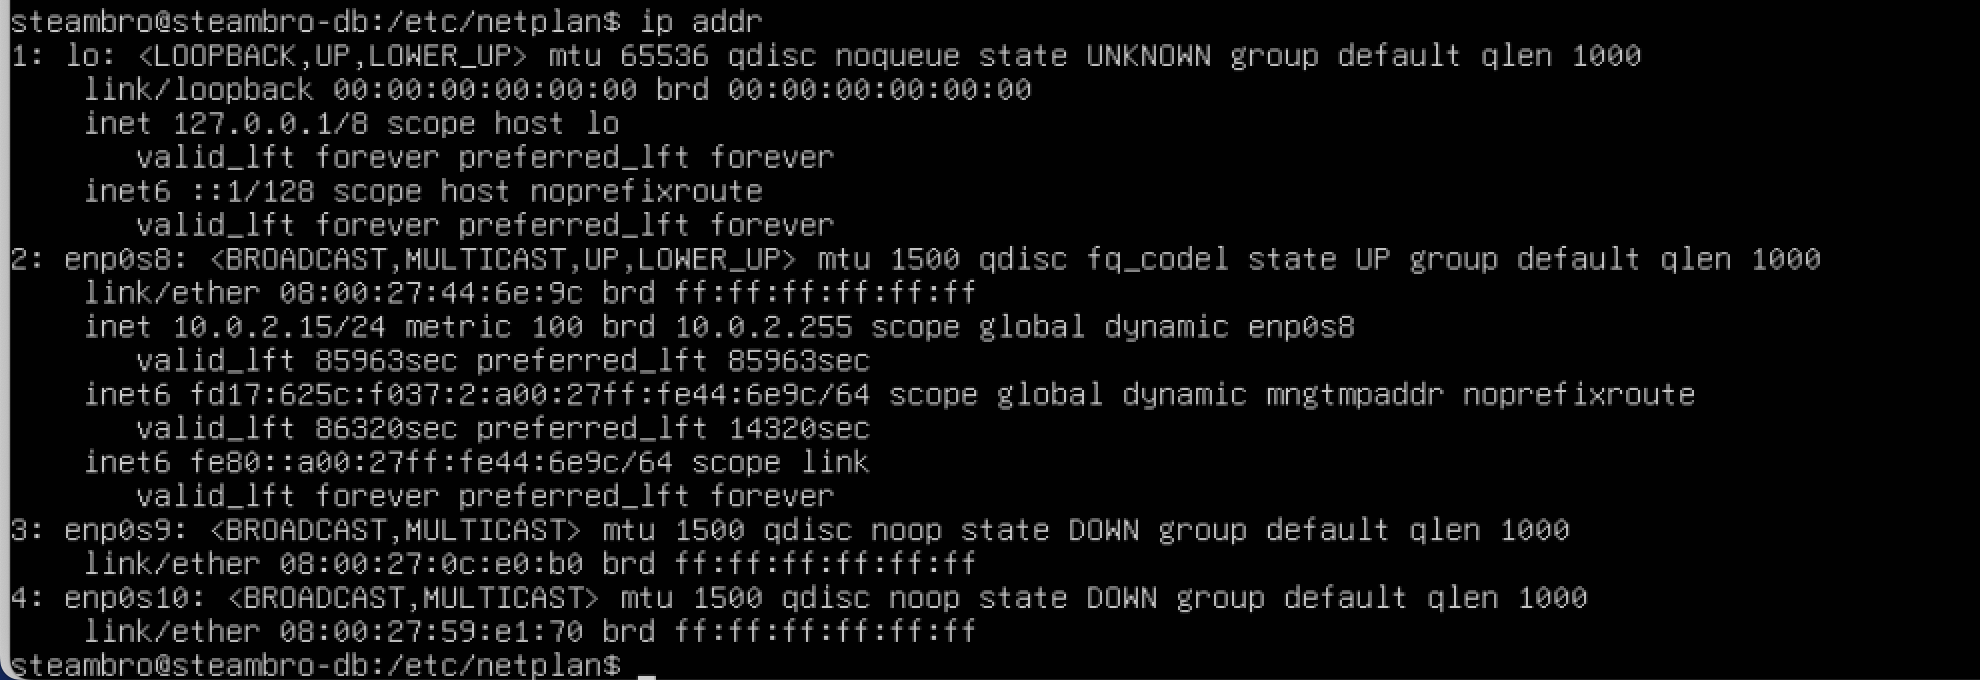 steambro@steambro-db:/etc/netplan$ ip addr
1: lo: <LOOPBACK,UP,LOWER_UP> mtu 65536 qdisc noqueue state UNKNOWN group default qlen 1000
    link/loopback 00:00:00:00:00:00 brd 00:00:00:00:00:00
    inet 127.0.0.1/8 scope host lo
       valid_lft forever preferred_lft forever
    inet6 ::1/128 scope host noprefixroute
       valid_lft forever preferred_lft forever
2: enp0s8: <BROADCAST,MULTICAST,UP,LOWER_UP> mtu 1500 qdisc fq_codel state UP group default qlen 1000
    link/ether 08:00:27:44:6e:9c brd ff:ff:ff:ff:ff:ff
    inet 10.0.2.15/24 metric 100 brd 10.0.2.255 scope global dynamic enp0s8
       valid_lft 85963sec preferred_lft 85963sec
    inet6 fd17:625c:f037:2:a00:27ff:fe44:6e9c/64 scope global dynamic mngtmpaddr noprefixroute
       valid_lft 86320sec preferred_lft 14320sec
    inet6 fe80::a00:27ff:fe44:6e9c/64 scope link
       valid_lft forever preferred_lft forever
3: enp0s9: <BROADCAST,MULTICAST> mtu 1500 qdisc noop state DOWN group default qlen 1000
    link/ether 08:00:27:0c:e0:b0 brd ff:ff:ff:ff:ff:ff
4: enp0s10: <BROADCAST,MULTICAST> mtu 1500 qdisc noop state DOWN group default qlen 1000
    link/ether 08:00:27:59:e1:70 brd ff:ff:ff:ff:ff:ff
steambro@steambro-db:/etc/netplan$ _